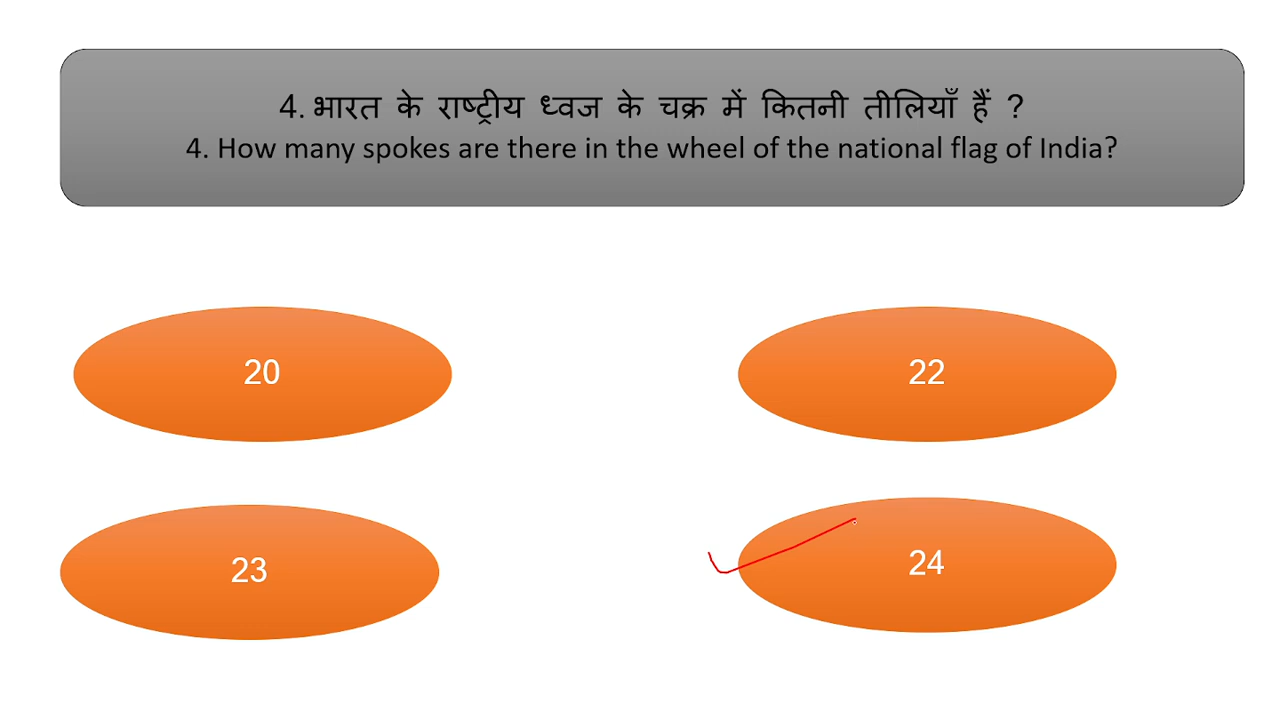 4. भारत के राष्ट्रीय ध्वज के चक्र में कितनी तीलियाँ हैं ?
4. How many spokes are there in the wheel of the national flag of India?
20
22
23
24